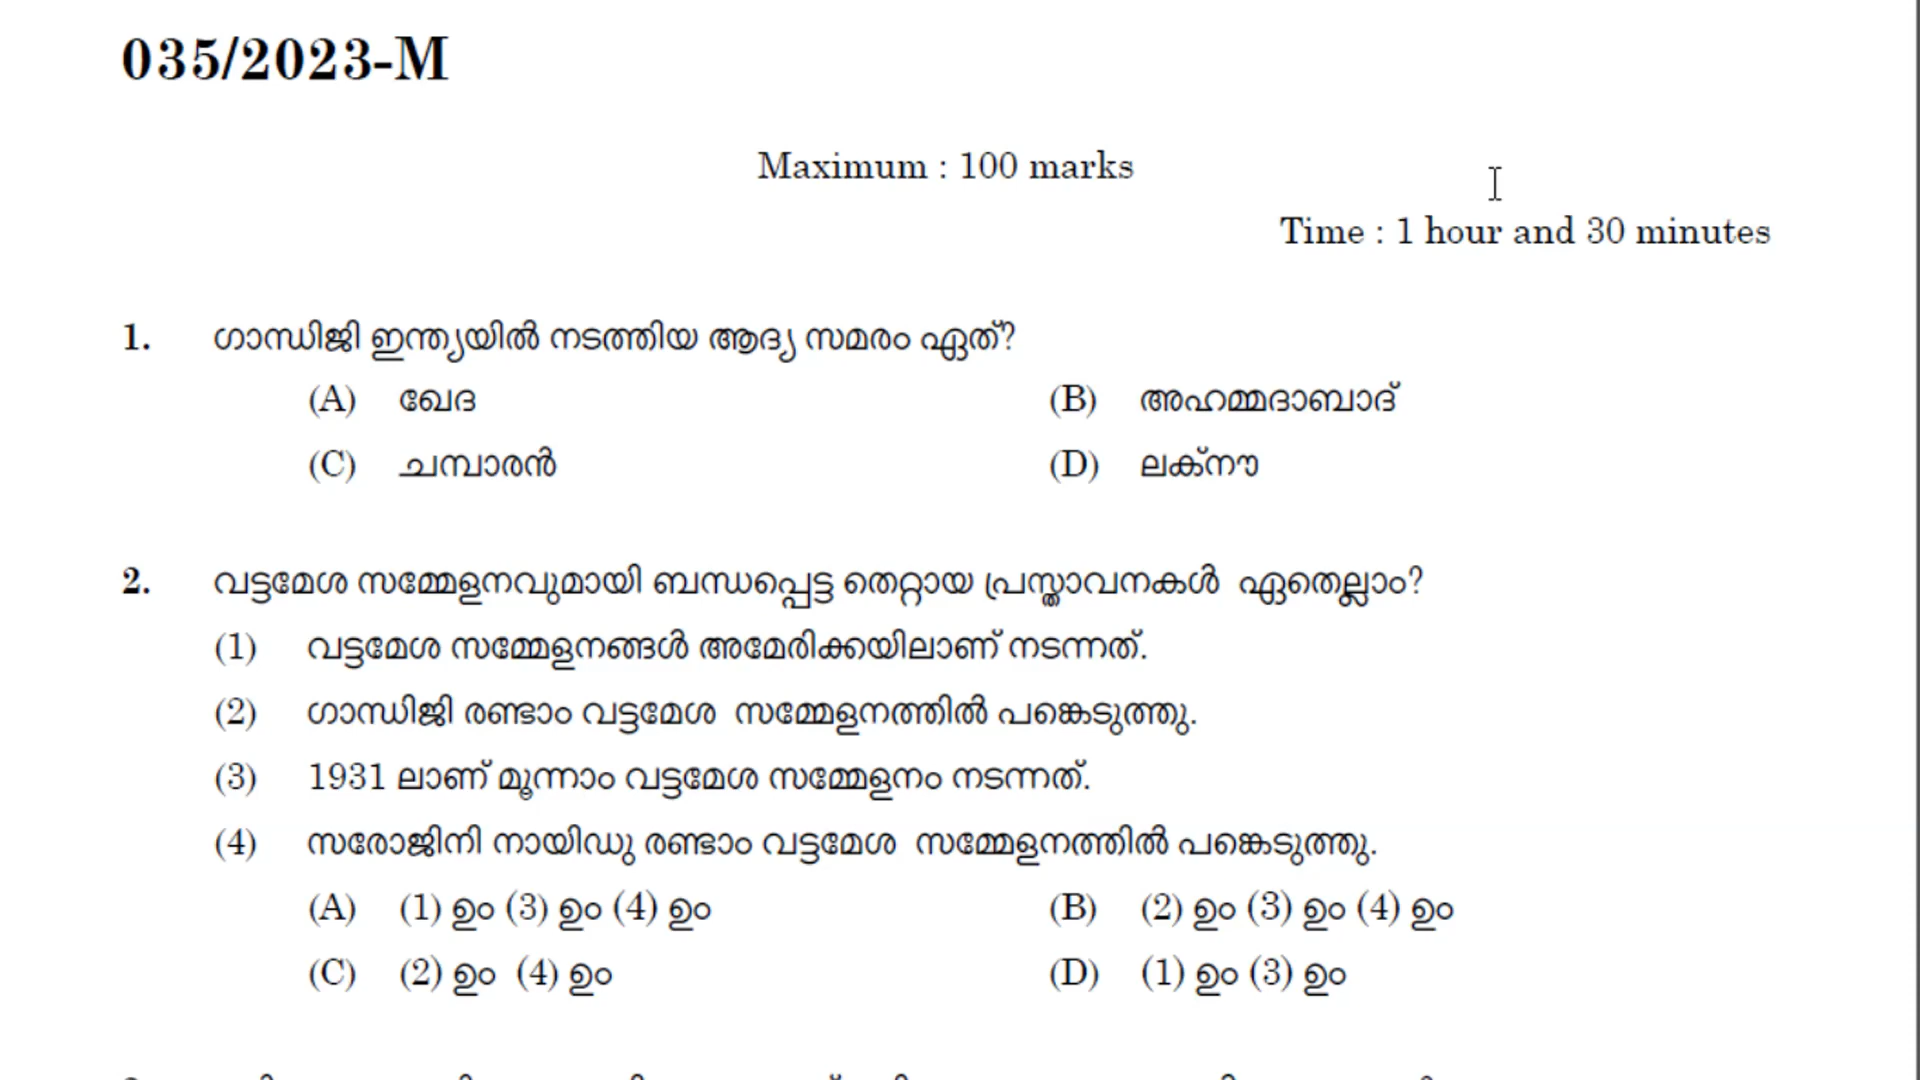 035/2023-M
Maximum : 100 marks
Time : 1 hour and 30 minutes
1. ഗാന്ധിജി ഇന്ത്യയിൽ നടത്തിയ ആദ്യ സമരം ഏത്?
(A) ഖേദ (B) അഹമ്മദാബാദ്
(C) ചമ്പാരൻ (D) ലക്നൗ
2. വട്ടമേശ സമ്മേളനവുമായി ബന്ധപ്പെട്ട തെറ്റായ പ്രസ്താവനകൾ ഏതെല്ലാം?
(1) വട്ടമേശ സമ്മേളനങ്ങൾ അമേരിക്കയിലാണ് നടന്നത്.
(2) ഗാന്ധിജി രണ്ടാം വട്ടമേശ സമ്മേളനത്തിൽ പങ്കെടുത്തു.
(3) 1931 ലാണ് മൂന്നാം വട്ടമേശ സമ്മേളനം നടന്നത്.
(4) സരോജിനി നായിഡു രണ്ടാം വട്ടമേശ സമ്മേളനത്തിൽ പങ്കെടുത്തു.
(A) (1) ഉം (3) ഉം (4) ഉം (B) (2) ഉം (3) ഉം (4) ഉം
(C) (2) ഉം (4) ഉം (D) (1) ഉം (3) ഉം